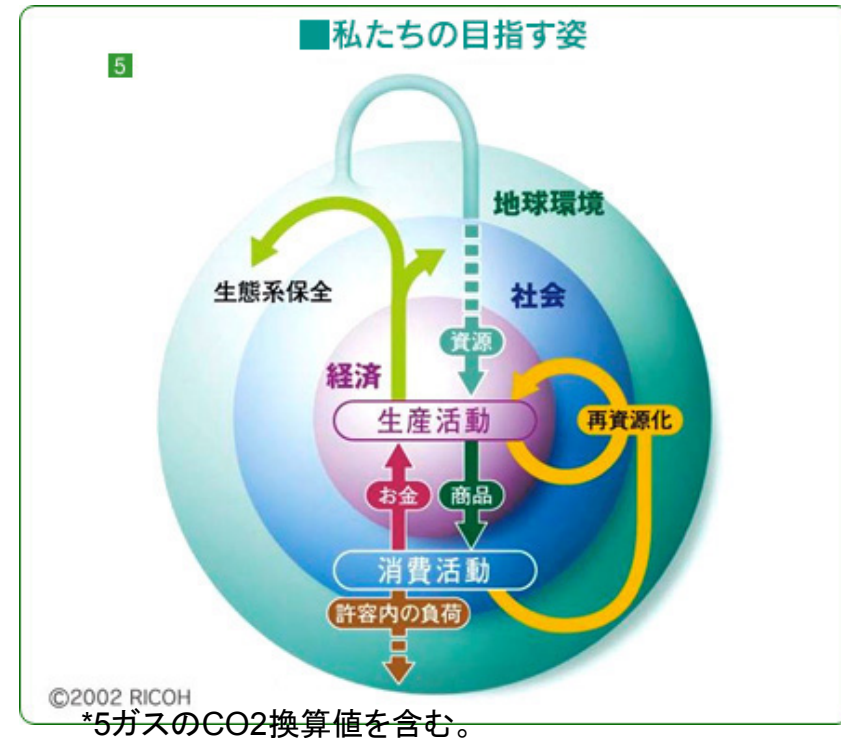 ■私たちの目指す姿
5
地球環境
生態系保全
社会
資源
経済
生産活動
再資源化
お金
商品
消費活動
許容内の負荷
©2002 RICOH
*5ガスのCO2換算値を含む。